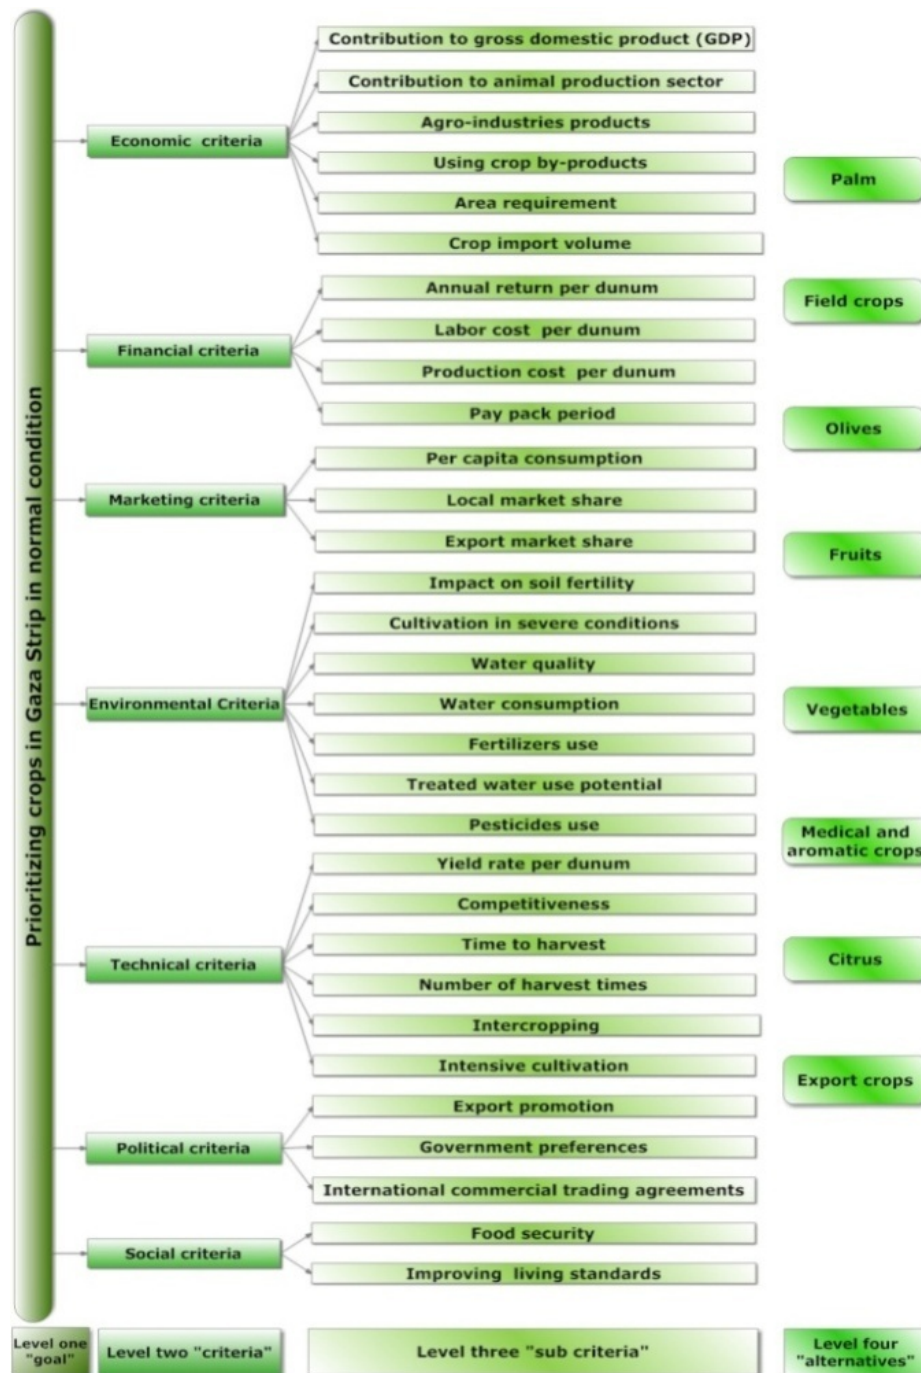 Prioritizing crops in Gaza Strip in normal condition
Economic criteria
Contribution to gross domestic product (GDP)
Contribution to animal production sector
Agro-industries products
Using crop by-products
Area requirement
Crop import volume
Financial criteria
Annual return per dunum
Labor cost per dunum
Production cost per dunum
Pay pack period
Marketing criteria
Per capita consumption
Local market share
Export market share
Environmental Criteria
Impact on soil fertility
Cultivation in severe conditions
Water quality
Water consumption
Fertilizers use
Treated water use potential
Pesticides use
Technical criteria
Yield rate per dunum
Competitiveness
Time to harvest
Number of harvest times
Intercropping
Intensive cultivation
Political criteria
Export promotion
Government preferences
International commercial trading agreements
Social criteria
Food security
Improving living standards
Palm
Field crops
Olives
Fruits
Vegetables
Medical and
aromatic crops
Citrus
Export crops
Level one
"goal"
Level two "criteria"
Level three "sub criteria"
Level four
"alternatives"